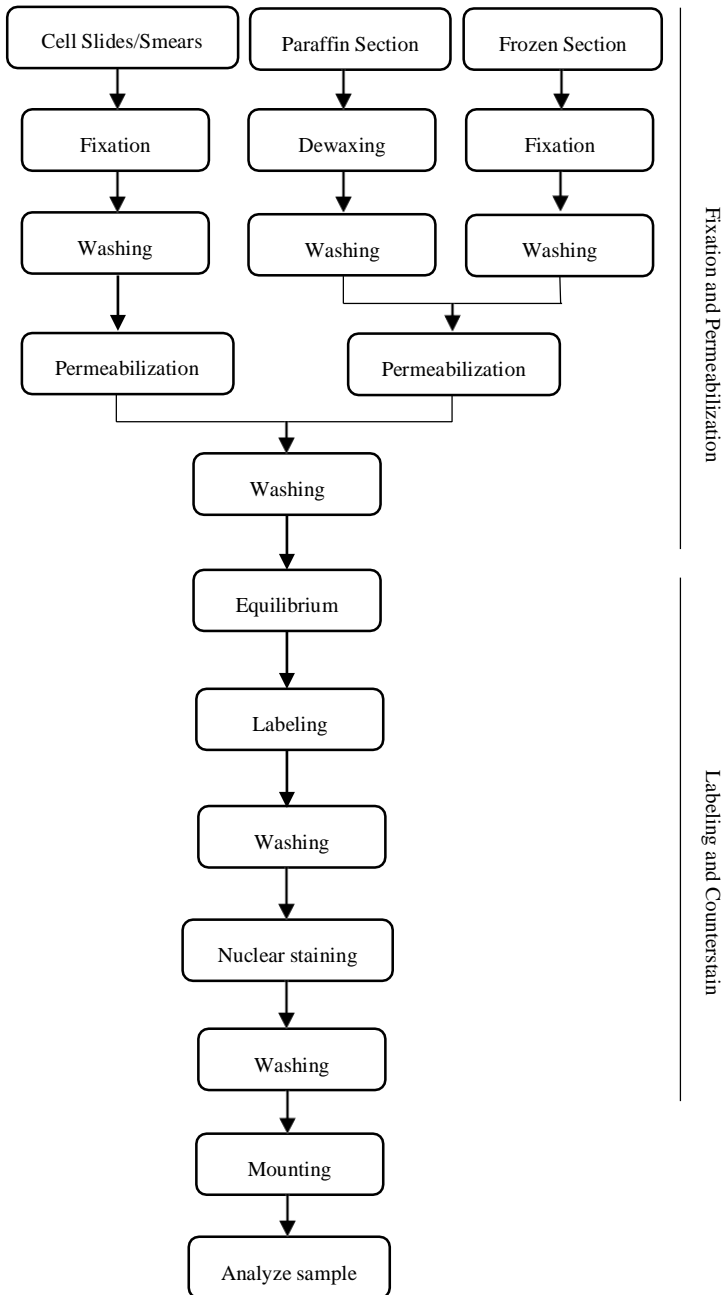 Cell Slides/Smears
Paraffin Section
Frozen Section
Fixation
Dewaxing
Fixation
Washing
Washing
Washing
Permeabilization
Permeabilization
Washing
Equilibrium
Labeling
Washing
Nuclear staining
Washing
Mounting
Analyze sample
Fixation and Permeabilization
Labeling and Counterstain